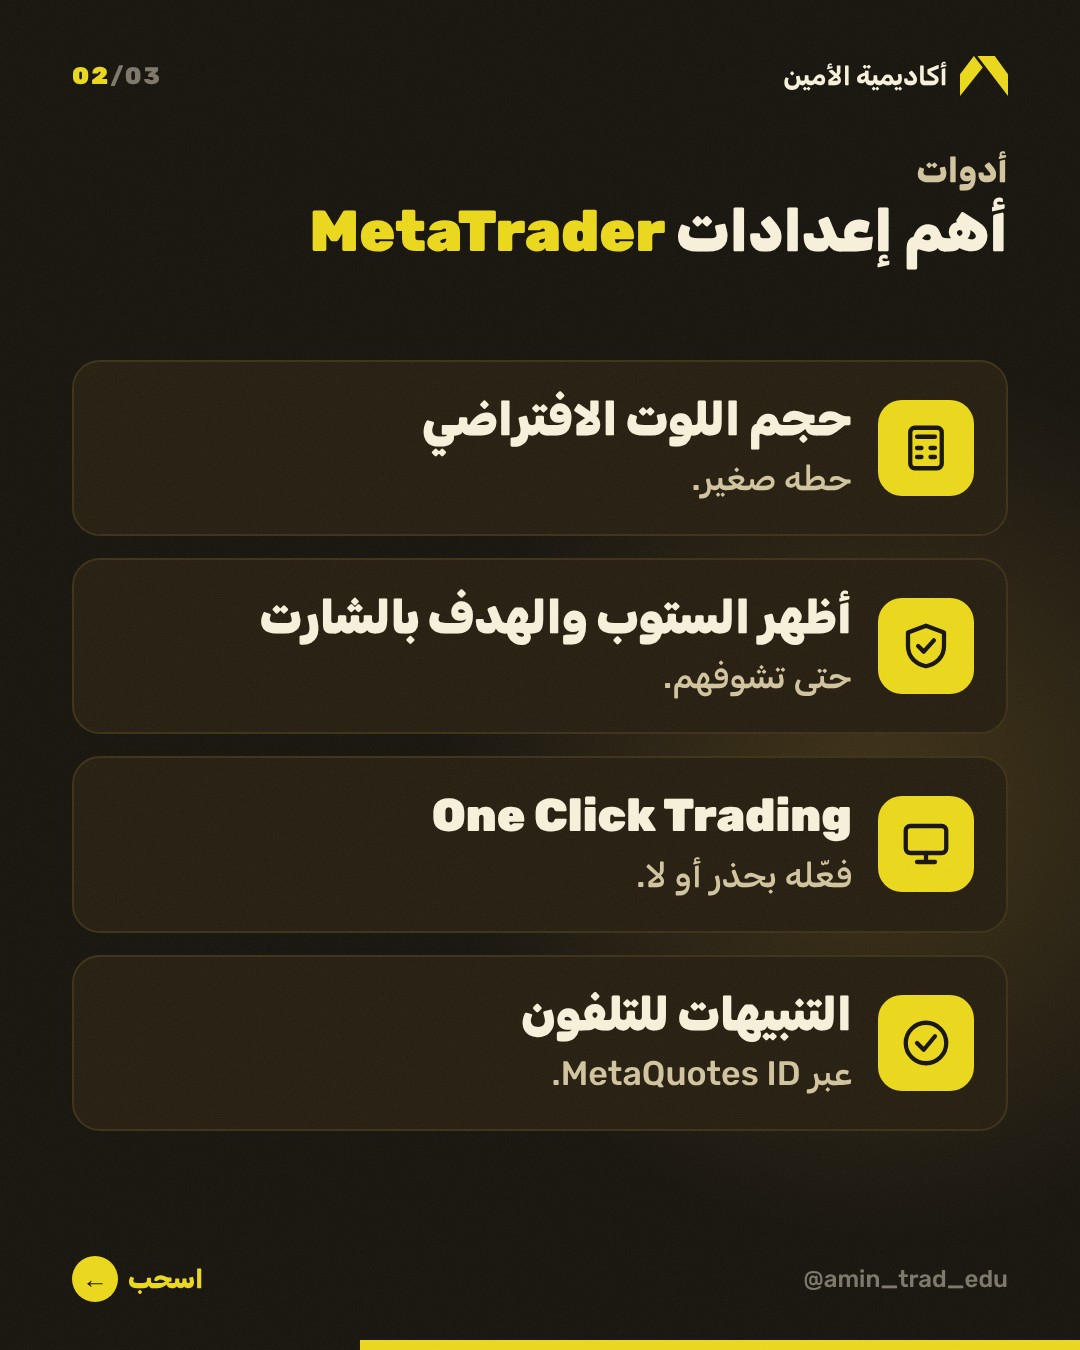 أكاديمية الأمين
02/03
أدوات
أهم إعدادات MetaTrader
حجم اللوت الافتراضي
حطه صغير.
أظهر الستوب والهدف بالشارت
حتى تشوفهم.
One Click Trading
فعّله بحذر أو لا.
التنبيهات للتلفون
عبر MetaQuotes ID.
@amin_trad_edu
اسحب ←